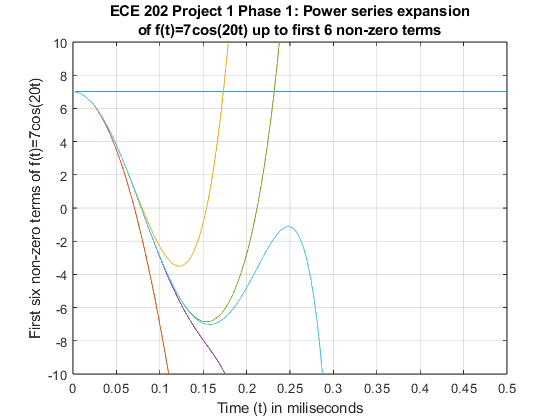 ECE 202 Project 1 Phase 1: Power series expansion
of f(t)=7cos(20t) up to first 6 non-zero terms
First six non-zero terms of f(t)=7cos(20t)
10
8
6
4
2
0
-2
-4
-6
-8
-10
0 0.05 0.1 0.15 0.2 0.25 0.3 0.35 0.4 0.45 0.5
Time (t) in miliseconds